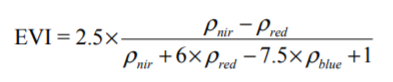 EVI = 2.5× (ρnir − ρred) / (ρnir + 6× ρred − 7.5× ρblue + 1)